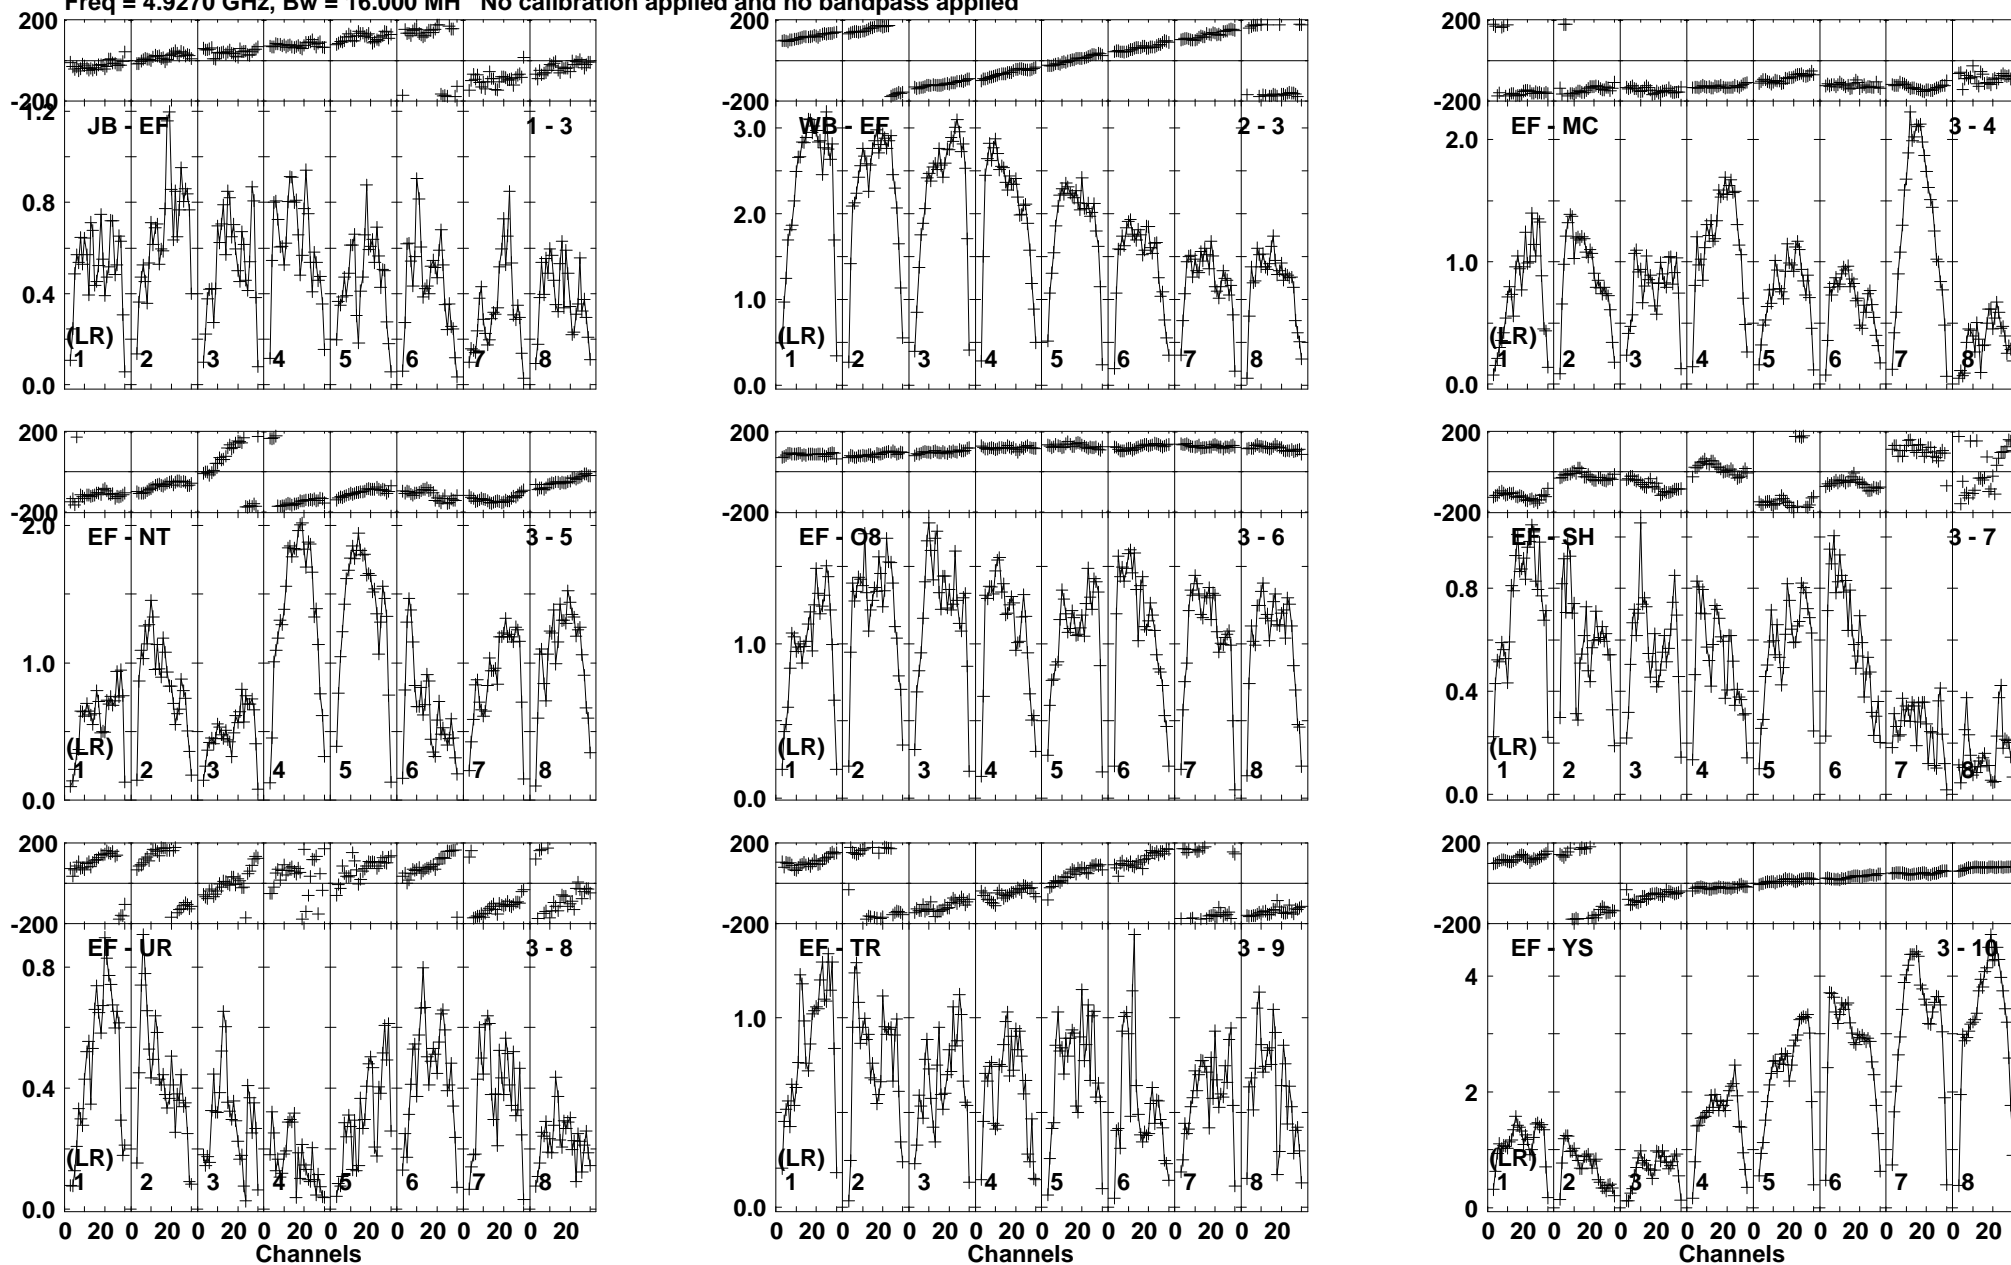 Freq = 4.9270 GHz, Bw = 16.000 MH No calibration applied and no bandpass applied
200 200 200
-200 -200 -200
1.2 JB - EF 1 - 3 3.0 WB - EF 2 - 3 2.0 EF - MC 3 - 4
0.8 2.0 1.0
0.4 1.0
(LR) (LR) (LR)
1 2 3 4 5 6 7 8 1 2 3 4 5 6 7 8 1 2 3 4 5 6 7 8
0.0 0.0 0.0
200 200 200
-200 -200 -200
2.0 EF - NT 3 - 5 EF - O8 3 - 6 EF - SH 3 - 7
1.0 1.0 0.8
0.4
(LR) (LR) (LR)
1 2 3 4 5 6 7 8 1 2 3 4 5 6 7 8 1 2 3 4 5 6 7 8
0.0 0.0 0.0
200 200 200
-200 -200 -200
EF - UR 3 - 8 EF - TR 3 - 9 EF - YS 3 - 10
0.8 1.0 4
0.4 2
(LR) (LR) (LR)
1 2 3 4 5 6 7 8 1 2 3 4 5 6 7 8 1 2 3 4 5 6 7 8
0.0 0.0 0
0 20 0 20 0 20 0 20 0 20 0 20 0 20 0 20 0 20 0 20 0 20 0 20 0 20 0 20 0 20 0 20 0 20 0 20 0 20 0 20 0 20 0 20 0 20 0 20
Channels Channels Channels